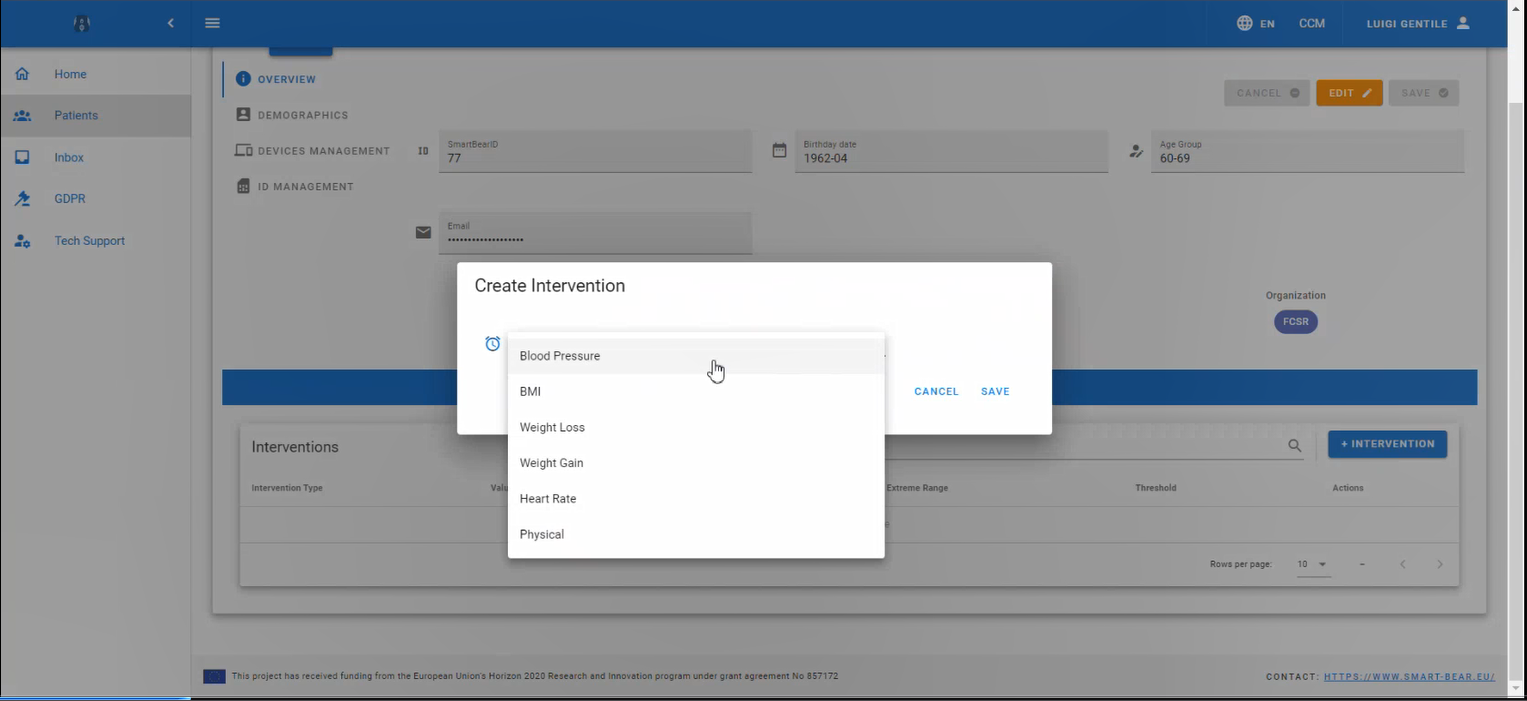 EN
CCM
LUIGI GENTILE
Home
Patients
Inbox
GDPR
Tech Support
OVERVIEW
DEMOGRAPHICS
DEVICES MANAGEMENT
ID MANAGEMENT
CANCEL
EDIT
SAVE
ID
SmartBearID
77
Birthday date
1962-04
Age Group
60-69
Email
Organization
FCSR
Create Intervention
Blood Pressure
BMI
Weight Loss
Weight Gain
Heart Rate
Physical
CANCEL
SAVE
Interventions
+ INTERVENTION
Intervention Type
Valu
Extreme Range
Threshold
Actions
Rows per page:
10
–
This project has received funding from the European Union's Horizon 2020 Research and Innovation program under grant agreement No 857172
CONTACT: HTTPS://WWW.SMART-BEAR.EU/